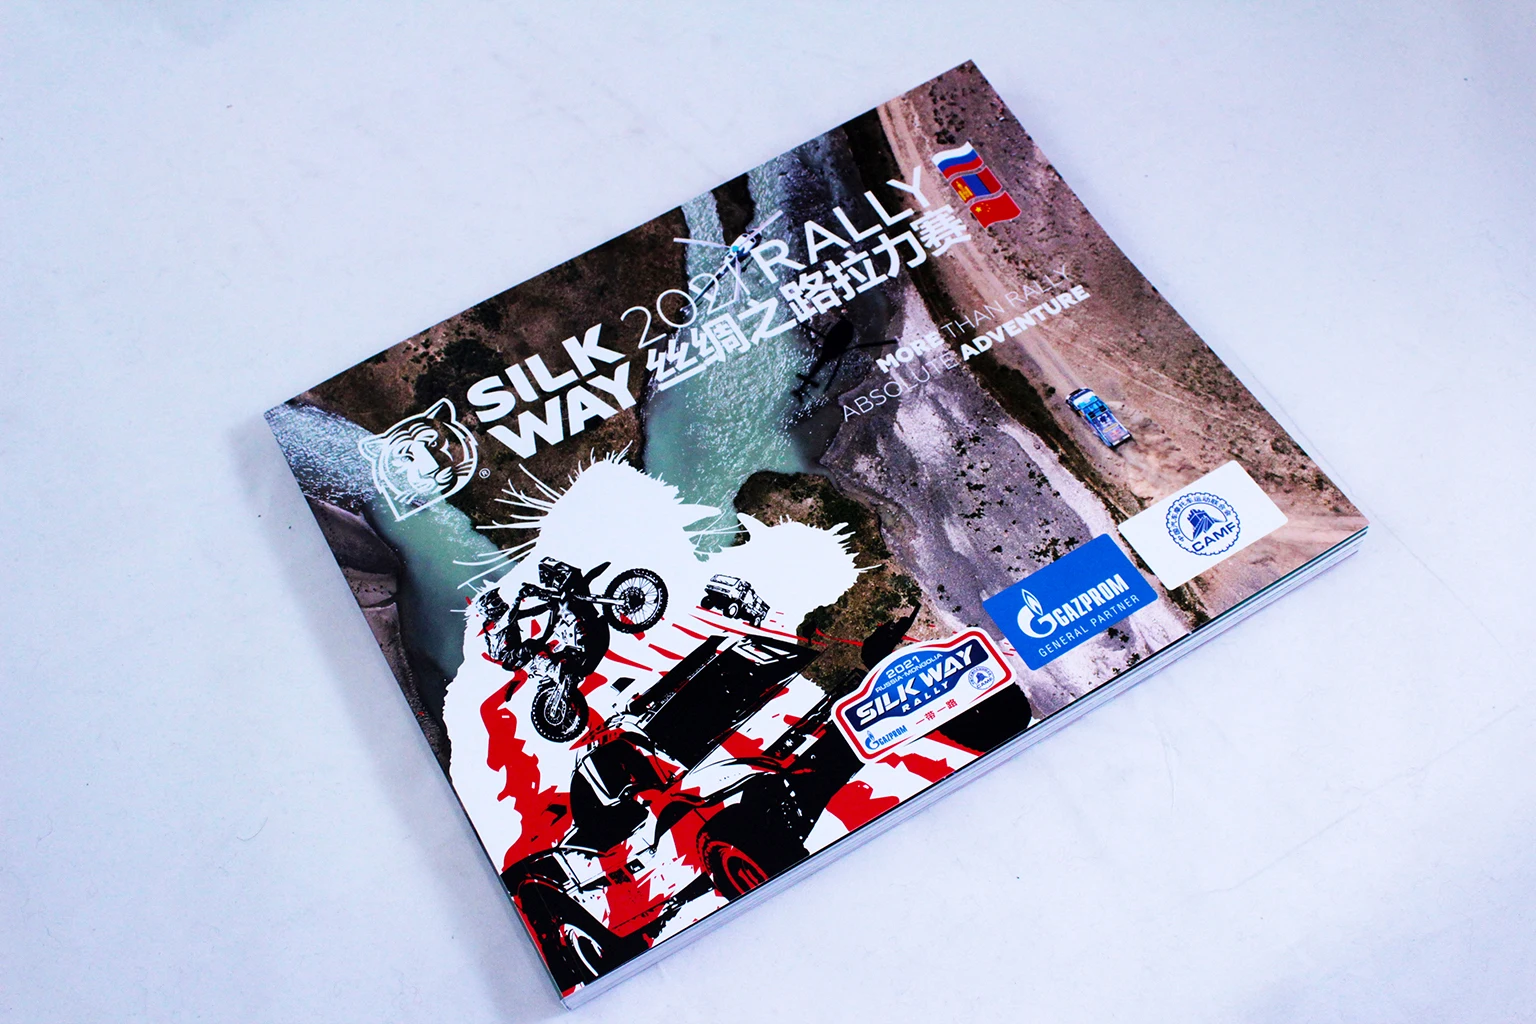 SILK WAY 2021 RALLY
丝绸之路拉力赛
®
MORE THAN RALLY
ABSOLUTE ADVENTURE
CAMF
GAZPROM
GENERAL PARTNER
2021
RUSSIA-MONGOLIA
SILK WAY
RALLY
CAMF
GAZPROM
一带一路